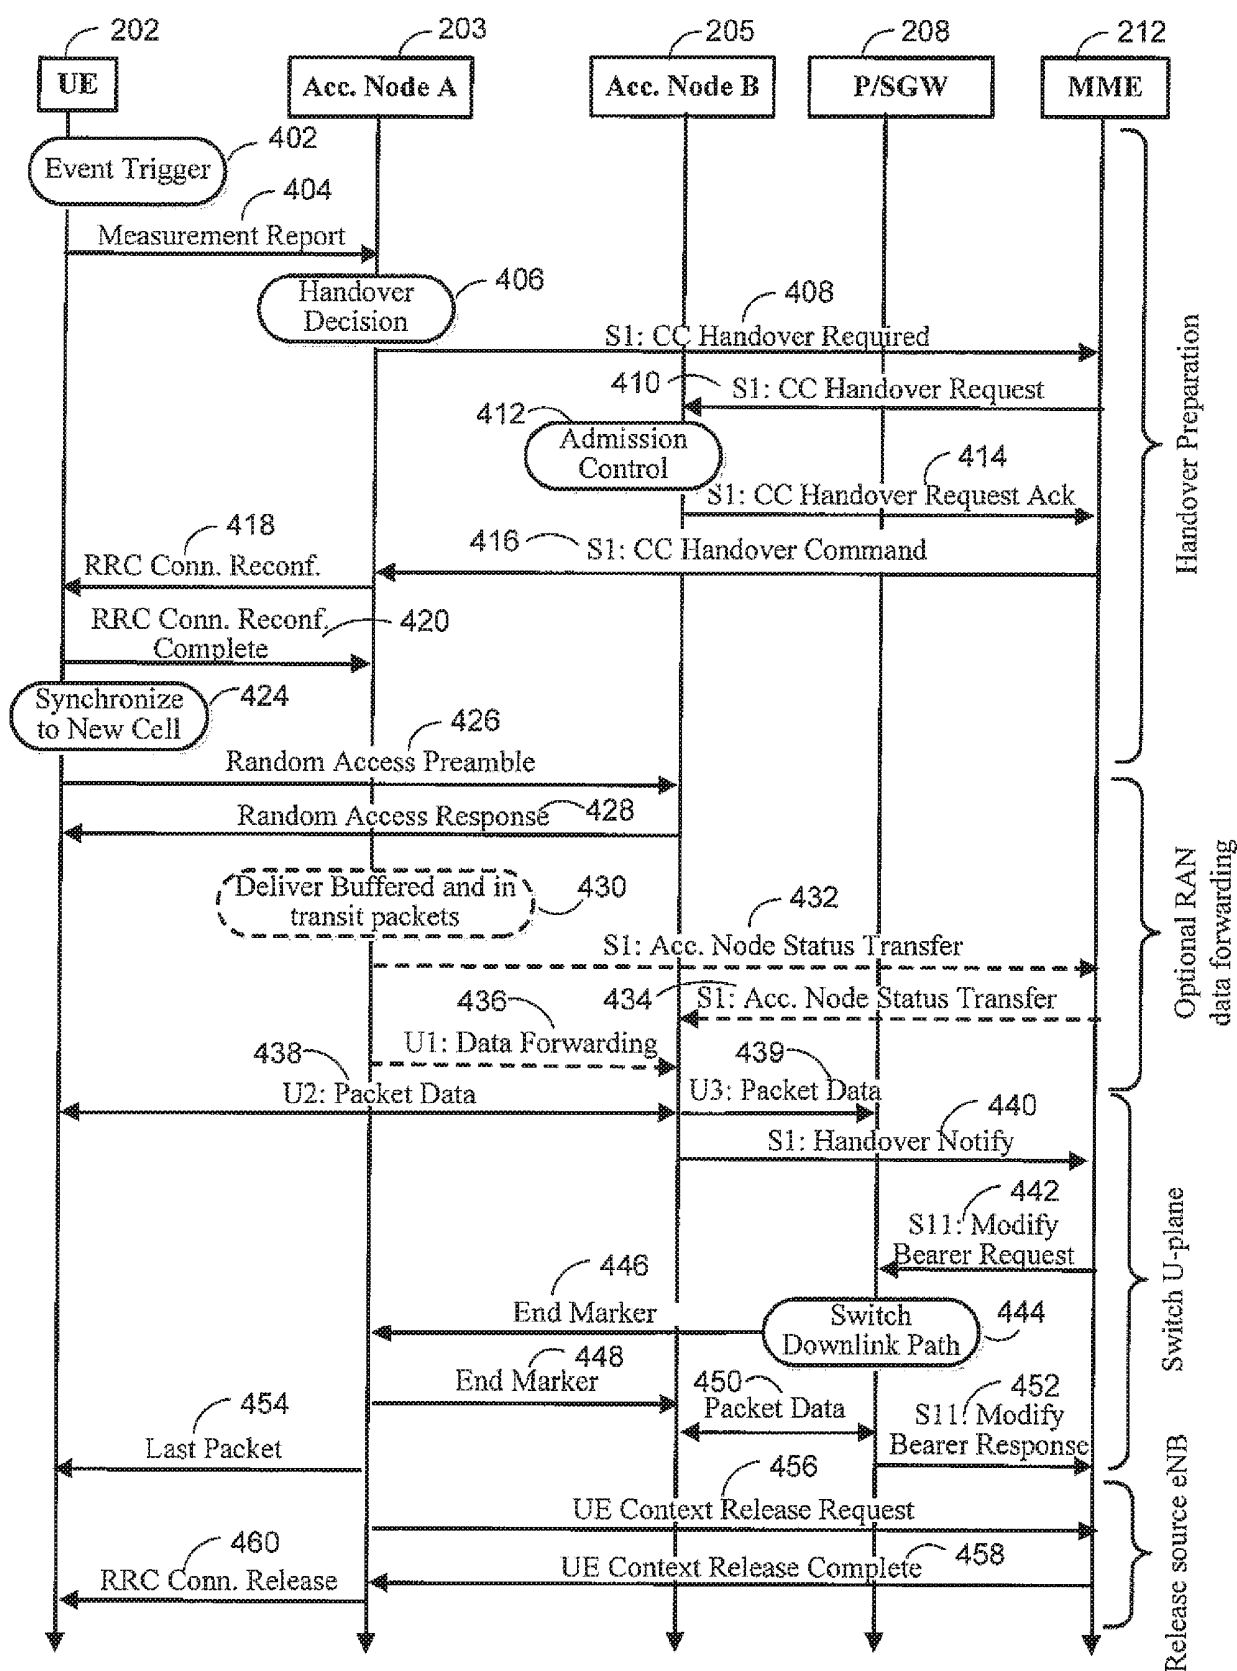 202
203
205
208
212
UE
Acc. Node A
Acc. Node B
P/SGW
MME
402
Event Trigger
404
Measurement Report
Handover
Decision
406
408
S1: CC Handover Required
410
S1: CC Handover Request
412
Admission
Control
414
S1: CC Handover Request Ack
418
416
S1: CC Handover Command
RRC Conn. Reconf.
RRC Conn. Reconf.
Complete
420
Handover Preparation
Synchronize
to New Cell
424
426
Random Access Preamble
Random Access Response
428
Deliver Buffered and in
transit packets
430
432
S1: Acc. Node Status Transfer
436
434
S1: Acc. Node Status Transfer
U1: Data Forwarding
Optional RAN
data forwarding
438
439
U2: Packet Data
U3: Packet Data
440
S1: Handover Notify
442
S11: Modify
Bearer Request
446
End Marker
Switch
Downlink Path
444
448
End Marker
450
Packet Data
452
S11: Modify
Bearer Response
454
Last Packet
Switch U-plane
456
UE Context Release Request
460
RRC Conn. Release
UE Context Release Complete
458
Release source eNB